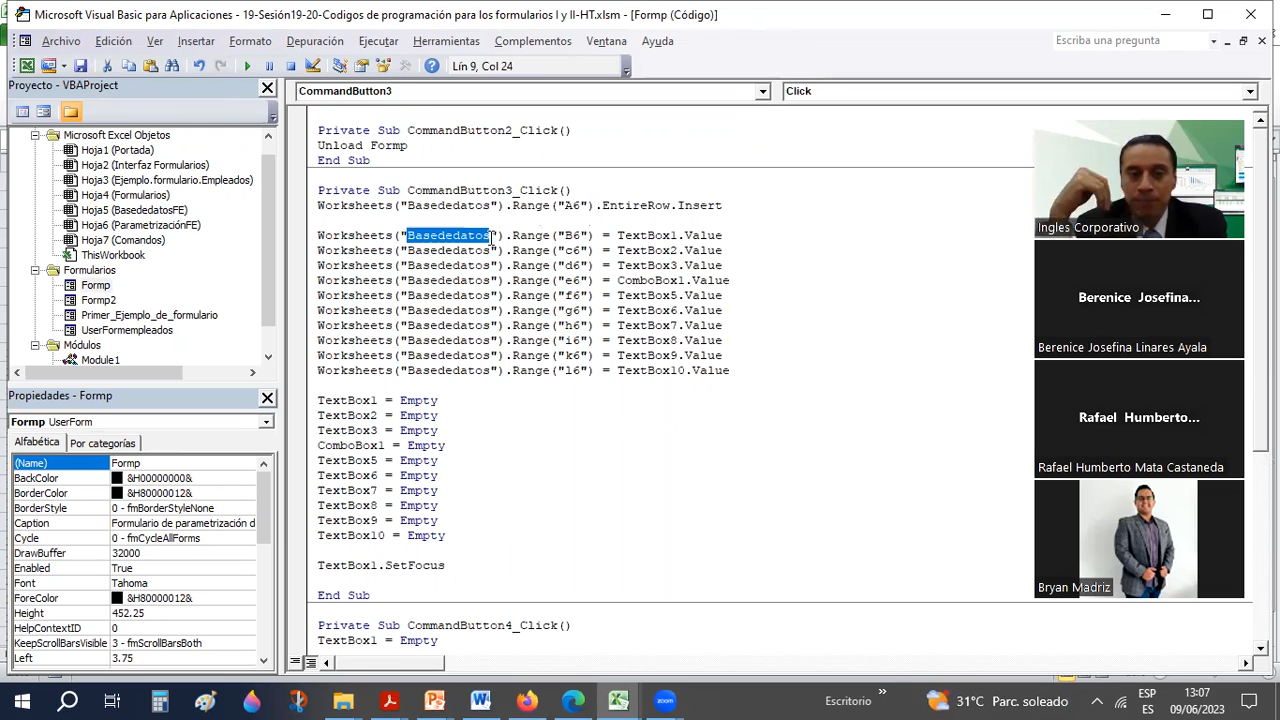 Microsoft Visual Basic para Aplicaciones - 19-Sesión19-20-Codigos de programación para los formularios I y II-HT.xlsm - [Formp (Código)]
Archivo Edición Ver Insertar Formato Depuración Ejecutar Herramientas Complementos Ventana Ayuda Escriba una pregunta
Lín 9, Col 24
Proyecto - VBAProject
CommandButton3 Click
Microsoft Excel Objetos
Hoja1 (Portada)
Hoja2 (Interfaz Formularios)
Hoja3 (Ejemplo.formulario.Empleados)
Hoja4 (Formularios)
Hoja5 (BasededatosFE)
Hoja6 (ParametrizaciónFE)
Hoja7 (Comandos)
ThisWorkbook
Formularios
Formp
Formp2
Primer_Ejemplo_de_formulario
UserFormempleados
Módulos
Module1
Propiedades - Formp
Formp UserForm
Alfabética Por categorías
(Name) Formp
BackColor &H00000000&
BorderColor &H80000012&
BorderStyle 0 - fmBorderStyleNone
Caption Formulario de parametrización d
Cycle 0 - fmCycleAllForms
DrawBuffer 32000
Enabled True
Font Tahoma
ForeColor &H80000012&
Height 452.25
HelpContextID 0
KeepScrollBarsVisible 3 - fmScrollBarsBoth
Left 3.75
Private Sub CommandButton2_Click()
Unload Formp
End Sub
Private Sub CommandButton3_Click()
Worksheets("Basededatos").Range("A6").EntireRow.Insert
Worksheets("Basededatos").Range("B6") = TextBox1.Value
Worksheets("Basededatos").Range("c6") = TextBox2.Value
Worksheets("Basededatos").Range("d6") = TextBox3.Value
Worksheets("Basededatos").Range("e6") = ComboBox1.Value
Worksheets("Basededatos").Range("f6") = TextBox5.Value
Worksheets("Basededatos").Range("g6") = TextBox6.Value
Worksheets("Basededatos").Range("h6") = TextBox7.Value
Worksheets("Basededatos").Range("i6") = TextBox8.Value
Worksheets("Basededatos").Range("k6") = TextBox9.Value
Worksheets("Basededatos").Range("l6") = TextBox10.Value
TextBox1 = Empty
TextBox2 = Empty
TextBox3 = Empty
ComboBox1 = Empty
TextBox5 = Empty
TextBox6 = Empty
TextBox7 = Empty
TextBox8 = Empty
TextBox9 = Empty
TextBox10 = Empty
TextBox1.SetFocus
End Sub
Private Sub CommandButton4_Click()
TextBox1 = Empty
Ingles Corporativo
Berenice Josefina...
Berenice Josefina Linares Ayala
Rafael Humberto...
Rafael Humberto Mata Castaneda
Bryan Madriz
Escritorio » 31°C Parc. soleado ESP ES 13:07 09/06/2023